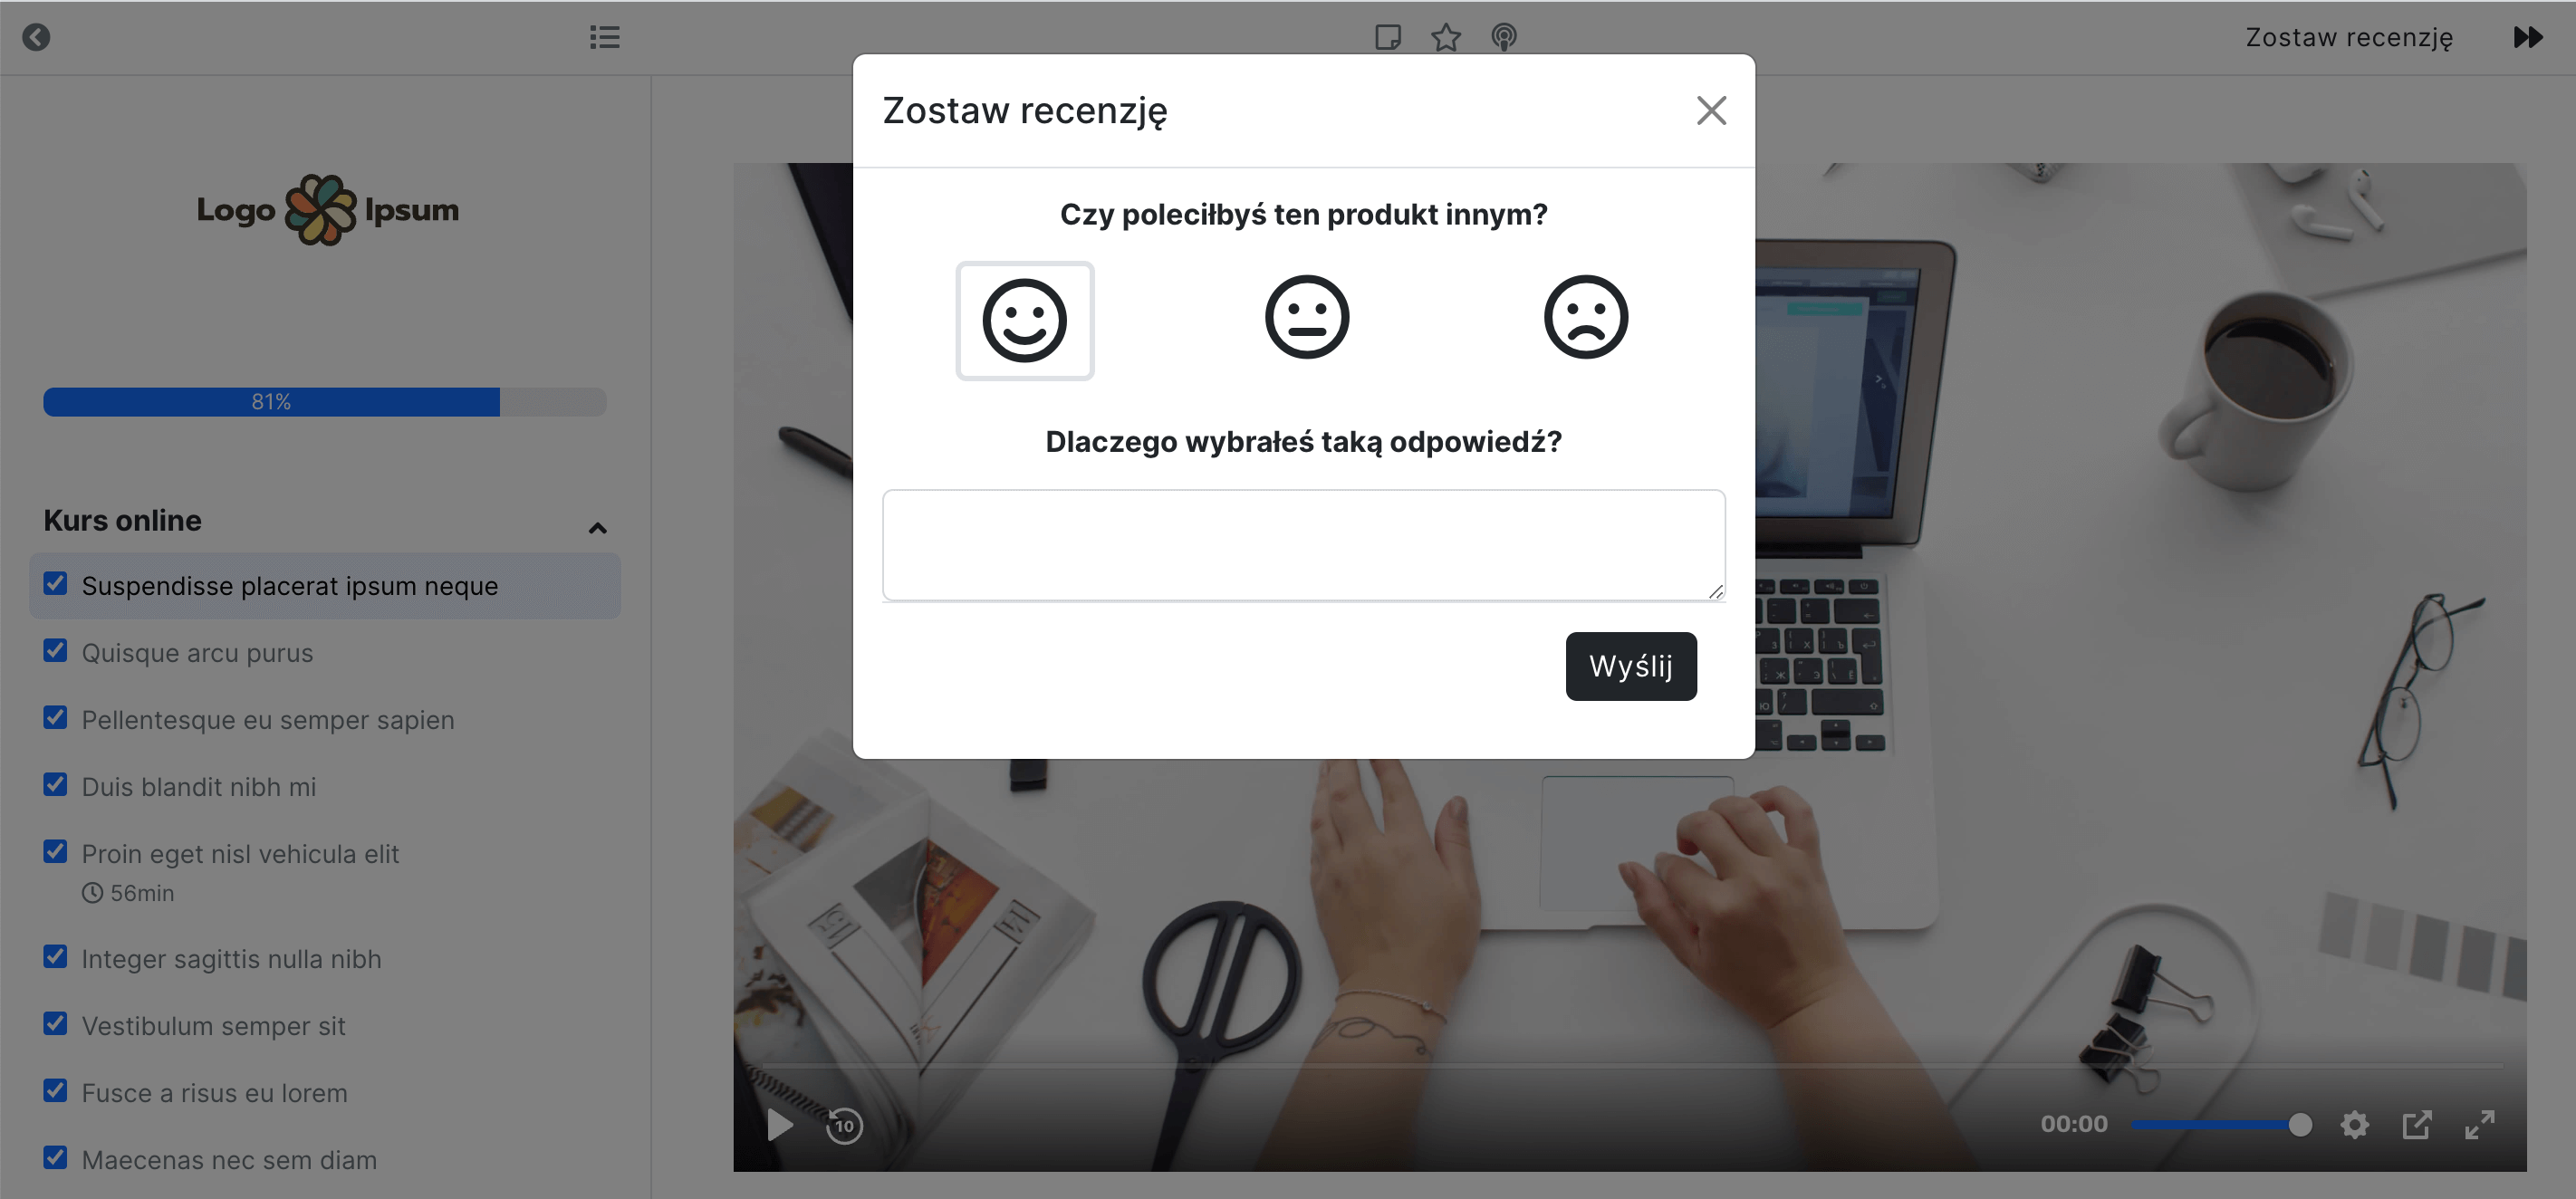 Zostaw recenzję
Zostaw recenzję
Czy poleciłbyś ten produkt innym?
Dlaczego wybrałeś taką odpowiedź?
Wyślij
Logo Ipsum
81%
Kurs online
Suspendisse placerat ipsum neque
Quisque arcu purus
Pellentesque eu semper sapien
Duis blandit nibh mi
Proin eget nisl vehicula elit
56min
Integer sagittis nulla nibh
Vestibulum semper sit
Fusce a risus eu lorem
Maecenas nec sem diam
10
00:00